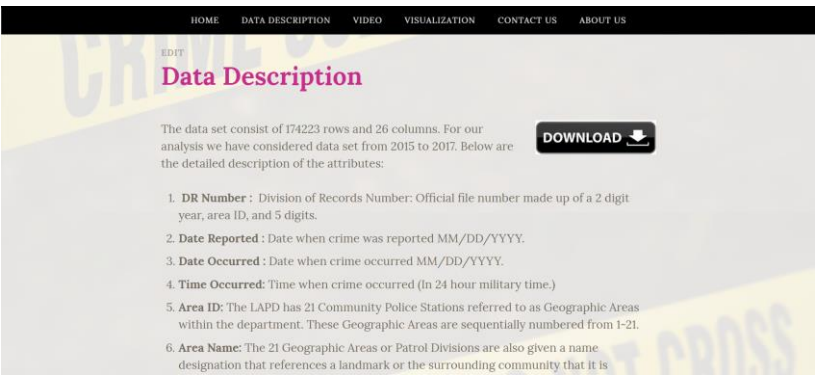 HOME DATA DESCRIPTION VIDEO VISUALIZATION CONTACT US ABOUT US
EDIT
Data Description
The data set consist of 174223 rows and 26 columns. For our
analysis we have considered data set from 2015 to 2017. Below are
the detailed description of the attributes:
DOWNLOAD
1. DR Number : Division of Records Number: Official file number made up of a 2 digit
year, area ID, and 5 digits.
2. Date Reported : Date when crime was reported MM/DD/YYYY.
3. Date Occurred : Date when crime occurred MM/DD/YYYY.
4. Time Occurred: Time when crime occurred (In 24 hour military time.)
5. Area ID: The LAPD has 21 Community Police Stations referred to as Geographic Areas
within the department. These Geographic Areas are sequentially numbered from 1-21.
6. Area Name: The 21 Geographic Areas or Patrol Divisions are also given a name
designation that references a landmark or the surrounding community that it is
CRIME
CROSS